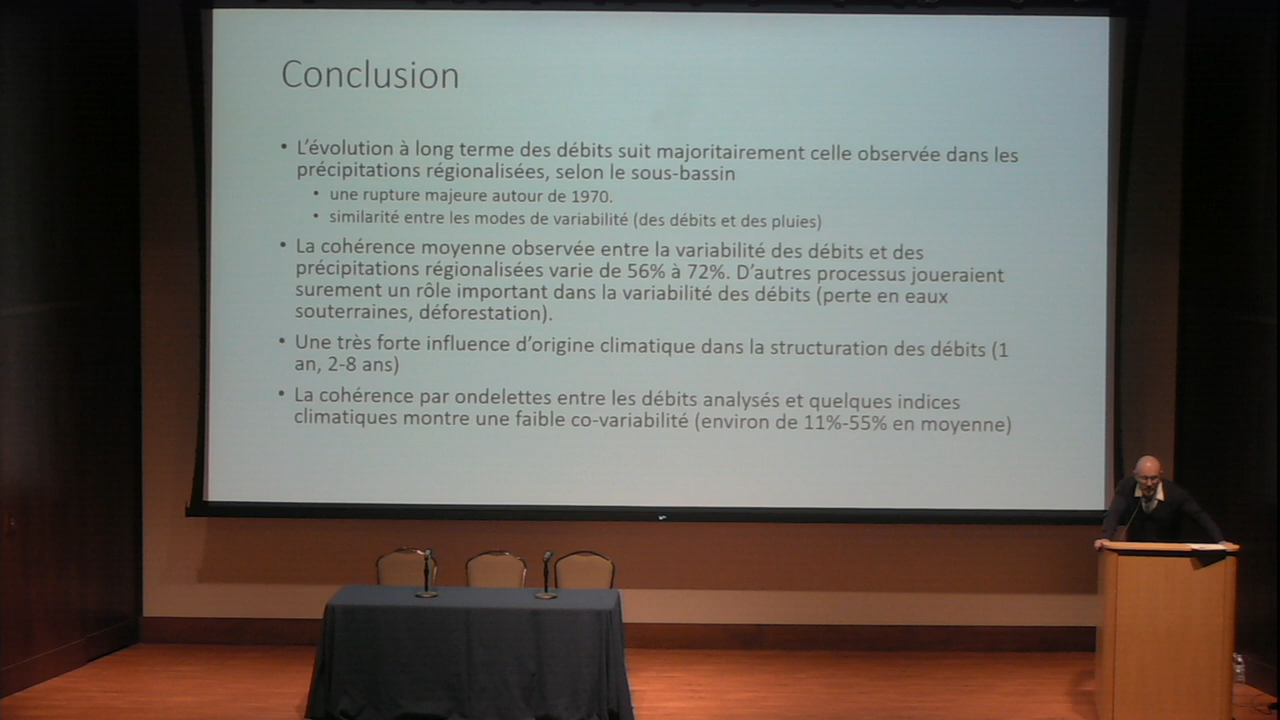 Conclusion
• L'évolution à long terme des débits suit majoritairement celle observée dans les
précipitations régionalisées, selon le sous-bassin
• une rupture majeure autour de 1970.
• similarité entre les modes de variabilité (des débits et des pluies)
• La cohérence moyenne observée entre la variabilité des débits et des
précipitations régionalisées varie de 56% à 72%. D'autres processus joueraient
surement un rôle important dans la variabilité des débits (perte en eaux
souterraines, déforestation).
• Une très forte influence d'origine climatique dans la structuration des débits (1
an, 2-8 ans)
• La cohérence par ondelettes entre les débits analysés et quelques indices
climatiques montre une faible co-variabilité (environ de 11%-55% en moyenne)